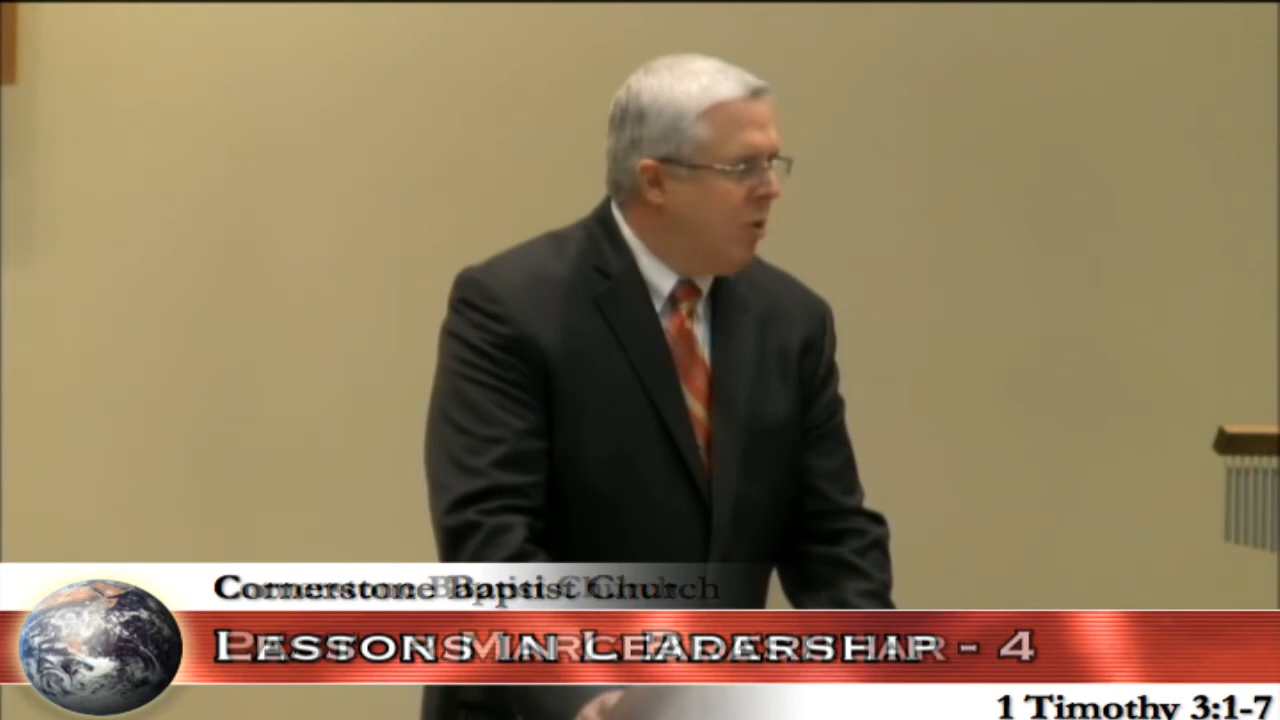 Cornerstone Baptist Church
LESSONS IN LEADERSHIP - 4
1 Timothy 3:1-7